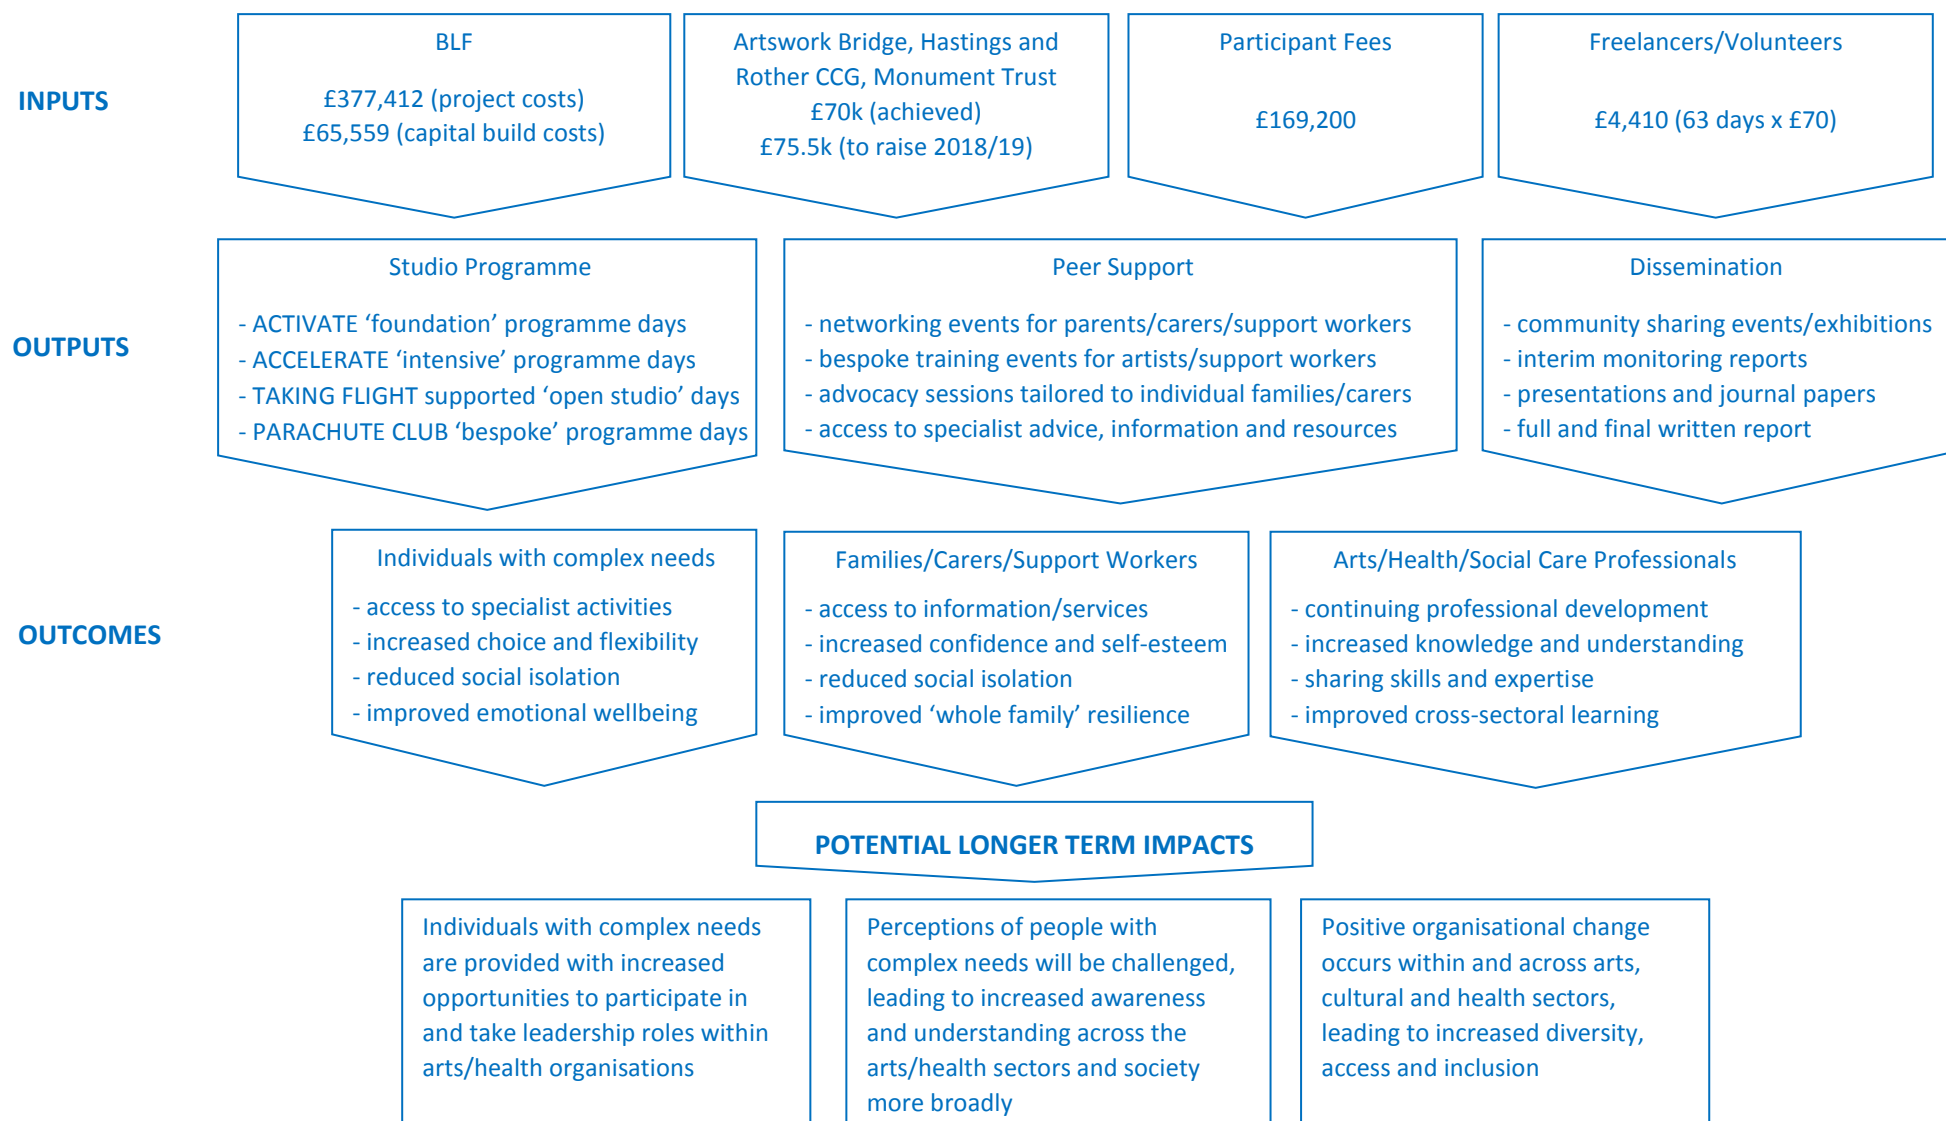 INPUTS
BLF
£377,412 (project costs)
£65,559 (capital build costs)
Artswork Bridge, Hastings and
Rother CCG, Monument Trust
£70k (achieved)
£75.5k (to raise 2018/19)
Participant Fees
£169,200
Freelancers/Volunteers
£4,410 (63 days x £70)
OUTPUTS
Studio Programme
- ACTIVATE ‘foundation’ programme days
- ACCELERATE ‘intensive’ programme days
- TAKING FLIGHT supported ‘open studio’ days
- PARACHUTE CLUB ‘bespoke’ programme days
Peer Support
- networking events for parents/carers/support workers
- bespoke training events for artists/support workers
- advocacy sessions tailored to individual families/carers
- access to specialist advice, information and resources
Dissemination
- community sharing events/exhibitions
- interim monitoring reports
- presentations and journal papers
- full and final written report
OUTCOMES
Individuals with complex needs
- access to specialist activities
- increased choice and flexibility
- reduced social isolation
- improved emotional wellbeing
Families/Carers/Support Workers
- access to information/services
- increased confidence and self-esteem
- reduced social isolation
- improved ‘whole family’ resilience
Arts/Health/Social Care Professionals
- continuing professional development
- increased knowledge and understanding
- sharing skills and expertise
- improved cross-sectoral learning
POTENTIAL LONGER TERM IMPACTS
Individuals with complex needs
are provided with increased
opportunities to participate in
and take leadership roles within
arts/health organisations
Perceptions of people with
complex needs will be challenged,
leading to increased awareness
and understanding across the
arts/health sectors and society
more broadly
Positive organisational change
occurs within and across arts,
cultural and health sectors,
leading to increased diversity,
access and inclusion